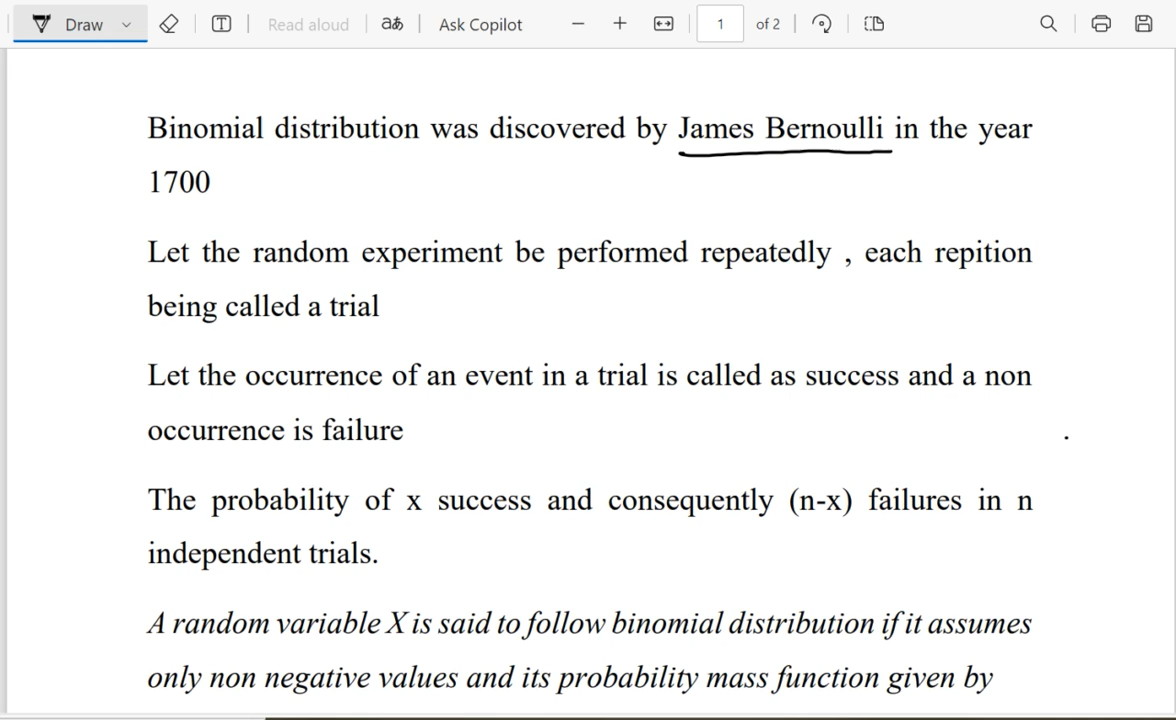 Draw Read aloud aあ Ask Copilot 1 of 2
Binomial distribution was discovered by James Bernoulli in the year
1700
Let the random experiment be performed repeatedly , each repition
being called a trial
Let the occurrence of an event in a trial is called as success and a non
occurrence is failure
The probability of x success and consequently (n-x) failures in n
independent trials.
A random variable X is said to follow binomial distribution if it assumes
only non negative values and its probability mass function given by